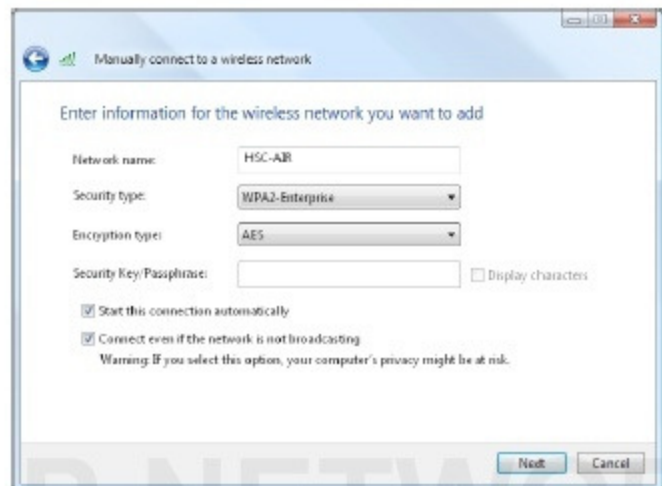 Manually connect to a wireless network
Enter information for the wireless network you want to add
Network name: HSC-AIR
Security type: WPA2-Enterprise
Encryption type: AES
Security Key/Passphrase: Display characters
Start this connection automatically
Connect even if the network is not broadcasting
Warning: If you select this option, your computer's privacy might be at risk.
Next Cancel